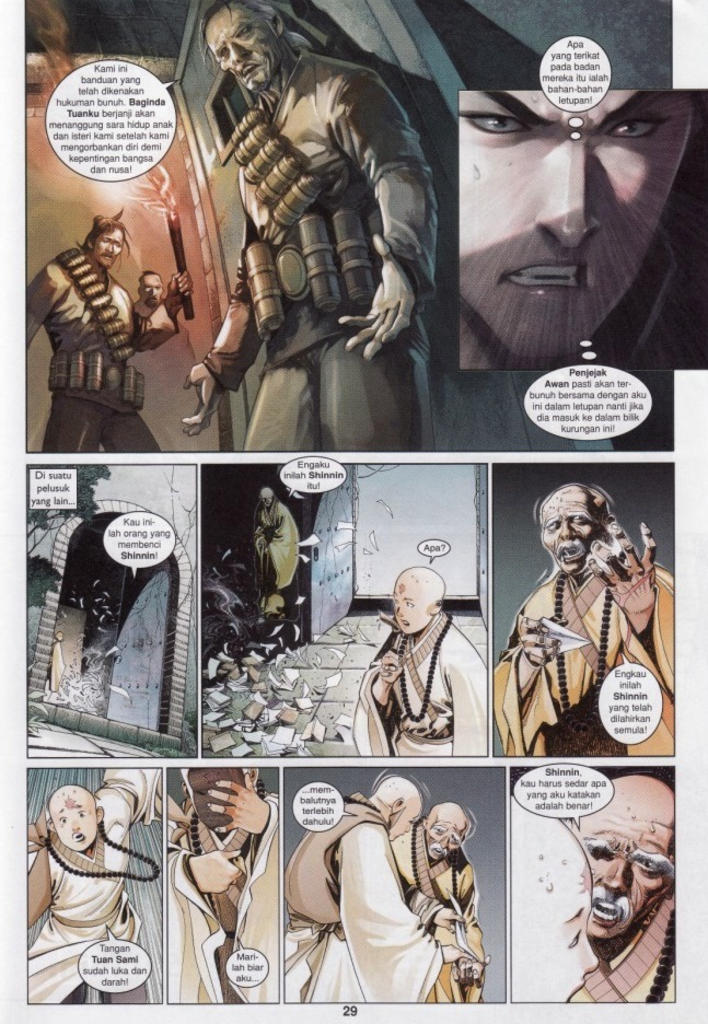 Kami ini
banduan yang
telah dikenakan
hukuman bunuh. Baginda
Tuanku berjanji akan
menanggung sara hidup anak
dan isteri kami setelah kami
mengorbankan diri demi
kepentingan bangsa
dan nusa!
Apa
yang terikat
pada badan
mereka itu ialah
bahan-bahan
letupan!
Penjejak
Awan pasti akan ter-
bunuh bersama dengan aku
ini dalam letupan nanti jika
dia masuk ke dalam bilik
kurungan ini!
Di suatu
pelusuk
yang lain...
Kau ini-
lah orang yang
membenci
Shinnin!
Engaku
inilah Shinnin
itu!
Apa?
Engkau
inilah
Shinnin
yang telah
dilahirkan
semula!
Tangan
Tuan Sami
sudah luka dan
darah!
Mari-
lah biar
aku...
...mem-
balutnya
terlebih
dahulu!
Shinnin,
kau harus sedar apa
yang aku katakan
adalah benar!
29